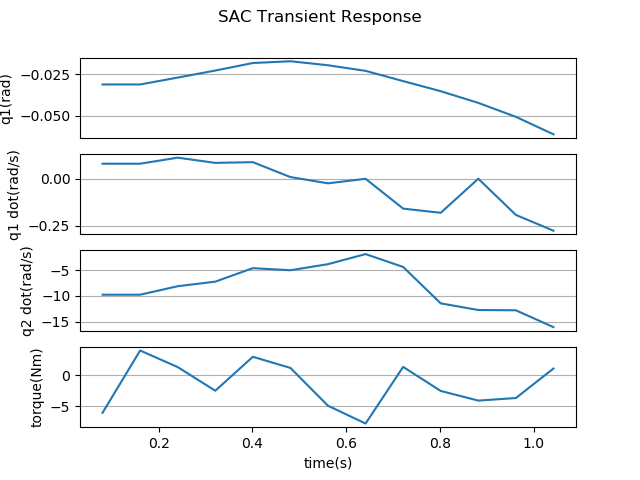 SAC Transient Response
q1(rad)
−0.025
−0.050
q1 dot(rad/s)
0.00
−0.25
q2 dot(rad/s)
−5
−10
−15
torque(Nm)
0
−5
0.2 0.4 0.6 0.8 1.0
time(s)